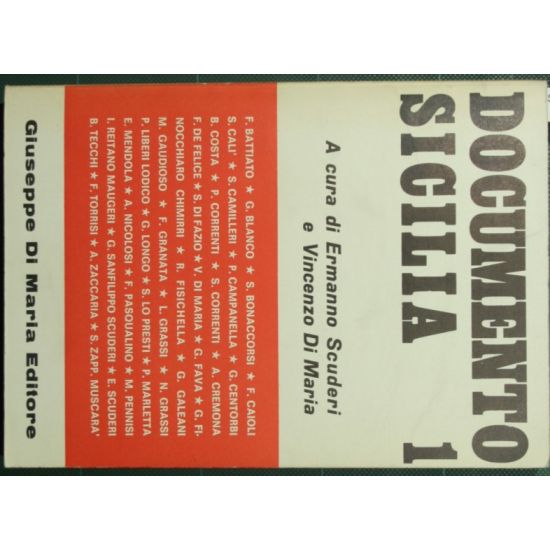 DOCUMENTO
SICILIA 1
A cura di Ermanno Scuderi
e Vincenzo Di Maria
F. BATTIATO ★ G. BLANCO ★ S. BONACCORSI ★ F. CAIOLI
S. CALI' ★ S. CAMILLERI ★ P. CAMPANELLA ★ G. CENTORBI
B. COSTA ★ P. CORRENTI ★ S. CORRENTI ★ A. CREMONA
F. DE FELICE ★ S. DI FAZIO ★ V. DI MARIA ★ G. FAVA ★ G. FI-
NOCCHIARO CHIMIRRI ★ R. FISICHELLA ★ G. GALEANI
M. GAUDIOSO ★ F. GRANATA ★ L. GRASSI ★ N. GRASSI
P. LIBERI LODICO ★ G. LONGO ★ S. LO PRESTI ★ P. MARLETTA
E. MENDOLA ★ A. NICOLOSI ★ F. PASQUALINO ★ M. PENNISI
I. REITANO MAUGERI ★ G. SANFILIPPO SCUDERI ★ E. SCUDERI
B. TECCHI ★ F. TORRISI ★ A. ZACCARIA ★ S. ZAPP. MUSCARA'
Giuseppe Di Maria Editore